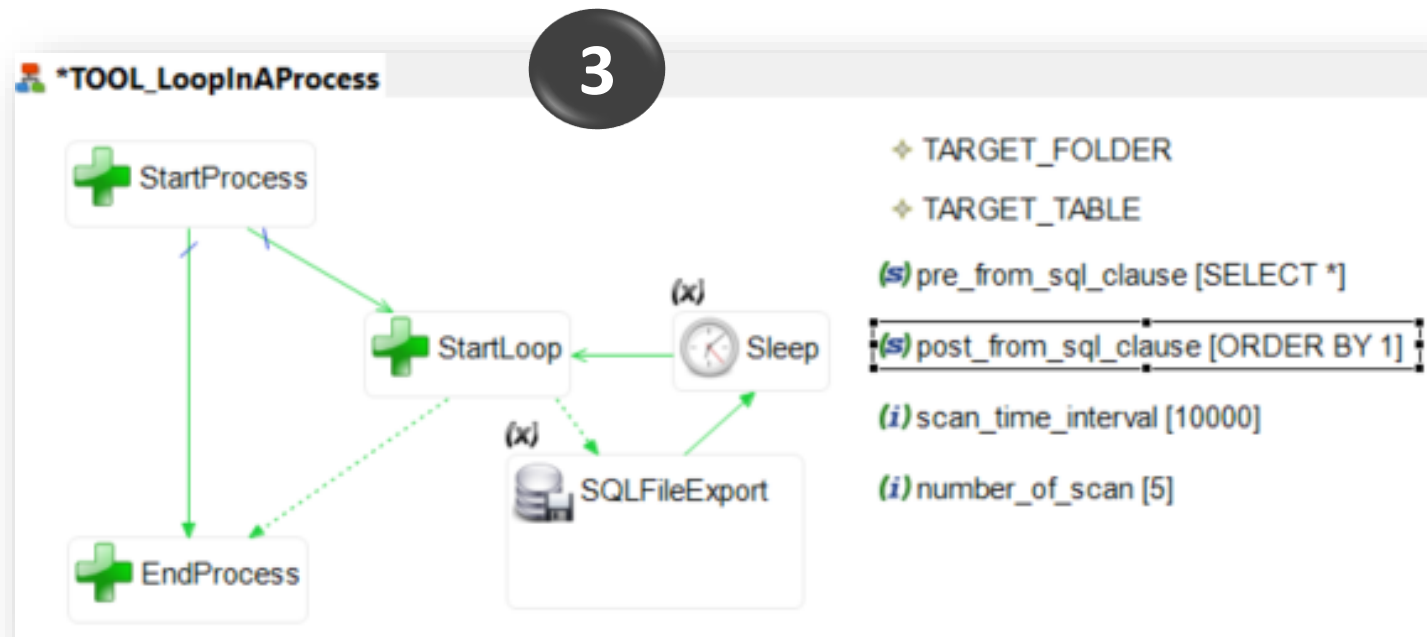 3
*TOOL_LoopInAProcess
StartProcess
StartLoop
(x)
Sleep
(x)
SQLFileExport
EndProcess
TARGET_FOLDER
TARGET_TABLE
(s) pre_from_sql_clause [SELECT *]
(s) post_from_sql_clause [ORDER BY 1]
(i) scan_time_interval [10000]
(i) number_of_scan [5]